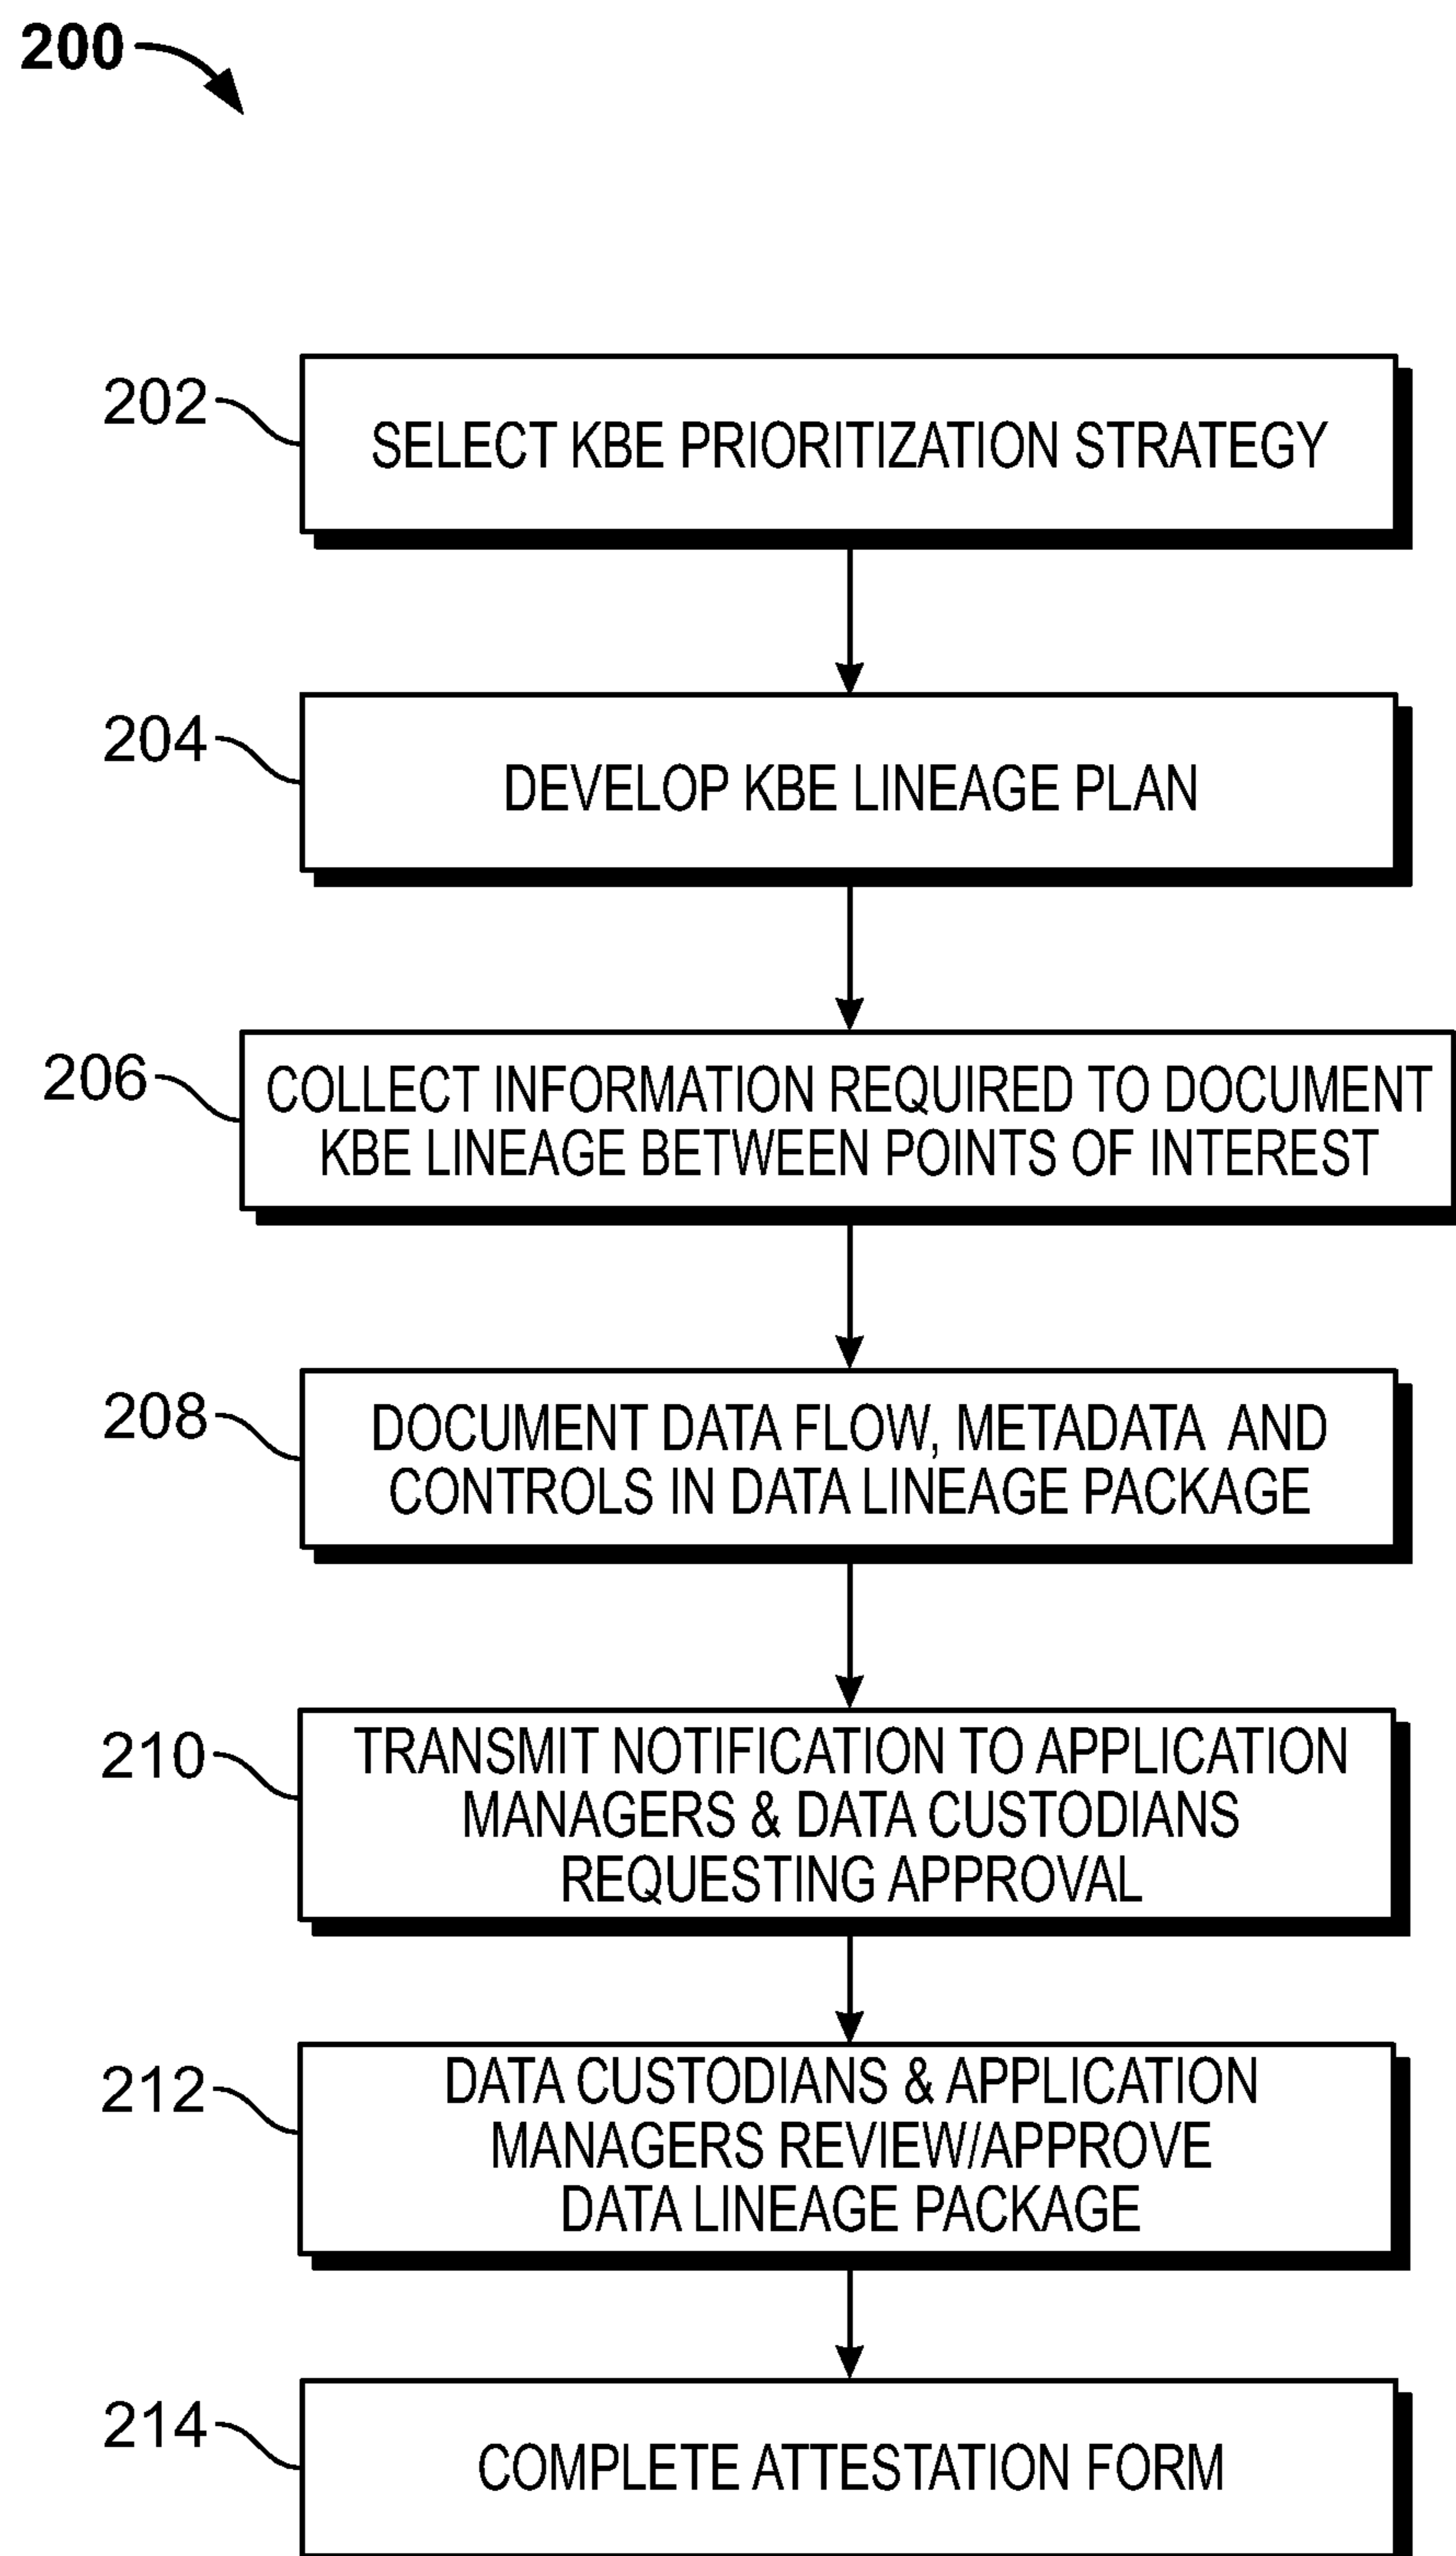 200
202
SELECT KBE PRIORITIZATION STRATEGY
204
DEVELOP KBE LINEAGE PLAN
206
COLLECT INFORMATION REQUIRED TO DOCUMENT
KBE LINEAGE BETWEEN POINTS OF INTEREST
208
DOCUMENT DATA FLOW, METADATA AND
CONTROLS IN DATA LINEAGE PACKAGE
210
TRANSMIT NOTIFICATION TO APPLICATION
MANAGERS & DATA CUSTODIANS
REQUESTING APPROVAL
212
DATA CUSTODIANS & APPLICATION
MANAGERS REVIEW/APPROVE
DATA LINEAGE PACKAGE
214
COMPLETE ATTESTATION FORM